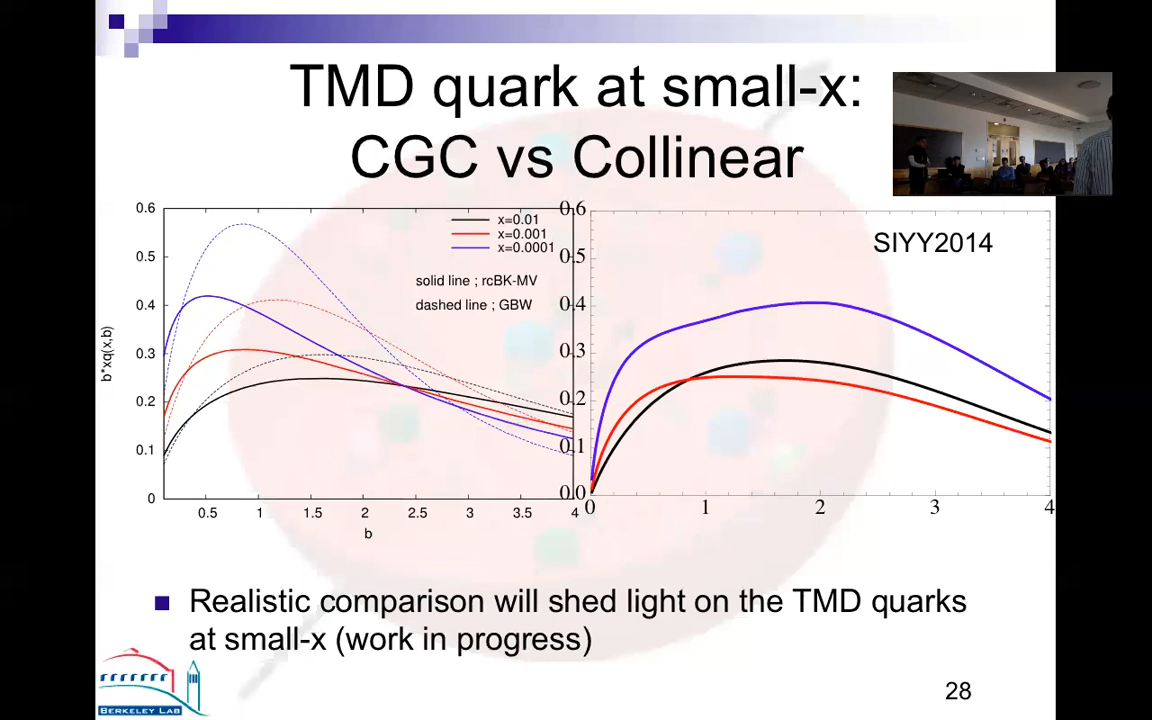 TMD quark at small-x:
CGC vs Collinear
0.6
0.5
0.4
0.3
0.2
0.1
0
b*xq(x,b)
x=0.01
x=0.001
x=0.0001
solid line ; rcBK-MV
dashed line ; GBW
0.5 1 1.5 2 2.5 3 3.5 4
b
0.6
0.5
0.4
0.3
0.2
0.1
0.0
SIYY2014
0 1 2 3 4
Realistic comparison will shed light on the TMD quarks
at small-x (work in progress)
BERKELEY LAB
28